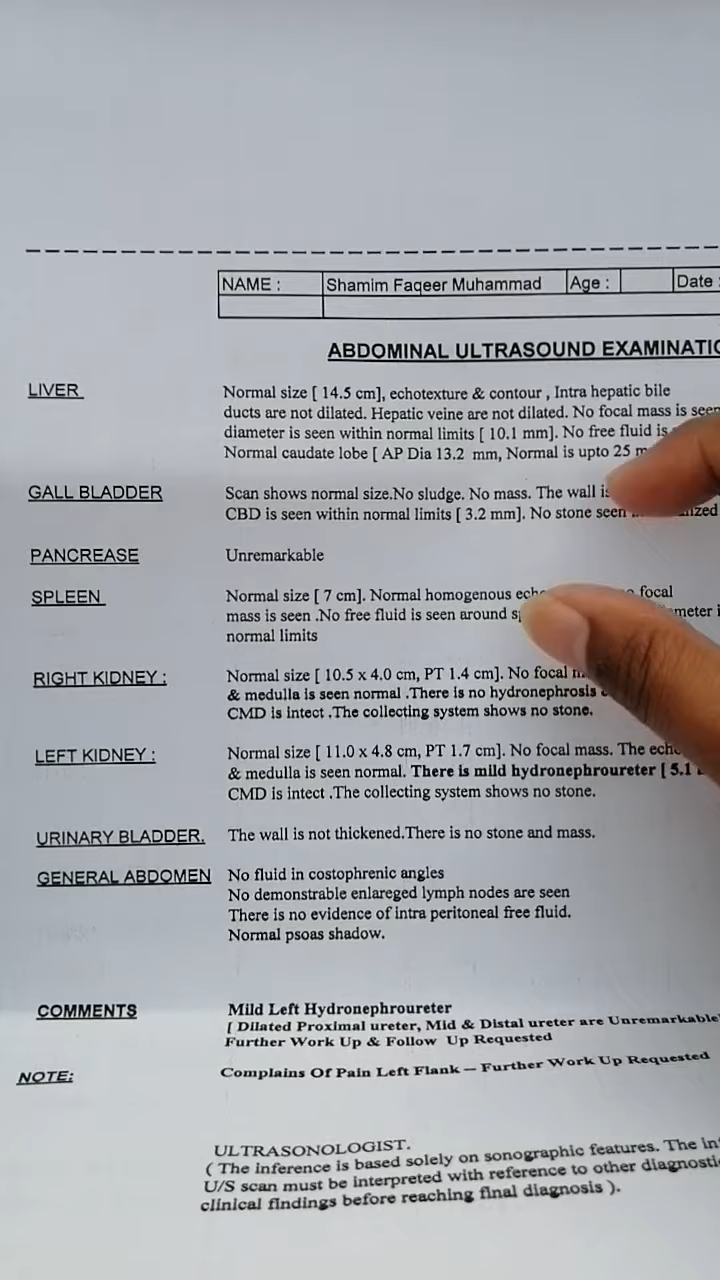 NAME : Shamim Faqeer Muhammad Age : Date :
ABDOMINAL ULTRASOUND
LIVER Normal size [ 14.5 cm], echotexture & contour , Intra hepatic bile
ducts are not dilated. Hepatic veine are not dilated. No focal mass is seen
diameter is seen within normal limits [ 10.1 mm]. No free fluid is
Normal caudate lobe [ AP Dia 13.2 mm, Normal is upto 25
GALL BLADDER Scan shows normal size.No sludge. No mass. The wall is
CBD is seen within normal limits [ 3.2 mm]. No stone seen
PANCREASE Unremarkable
SPLEEN Normal size [ 7 cm]. Normal homogenous focal
mass is seen .No free fluid is seen around
normal limits
RIGHT KIDNEY : Normal size [ 10.5 x 4.0 cm, PT 1.4 cm]. No focal
& medulla is seen normal .There is no hydronephrosis
CMD is intect .The collecting system shows no stone.
LEFT KIDNEY : Normal size [ 11.0 x 4.8 cm, PT 1.7 cm]. No focal mass. The
& medulla is seen normal. There is mild hydronephroureter [ 5.1
CMD is intect .The collecting system shows no stone.
URINARY BLADDER. The wall is not thickened.There is no stone and mass.
GENERAL ABDOMEN No fluid in costophrenic angles
No demonstrable enlareged lymph nodes are seen
There is no evidence of intra peritoneal free fluid.
Normal psoas shadow.
COMMENTS Mild Left Hydronephroureter
[ Dilated Proximal ureter, Mid & Distal ureter are Unremarkable
Further Work Up & Follow Up Requested
NOTE: Complains Of Pain Left Flank – Further Work Up Requested
ULTRASONOLOGIST.
( The inference is based solely on sonographic features. The
U/S scan must be interpreted with reference to other
clinical findings before reaching final diagnosis ).